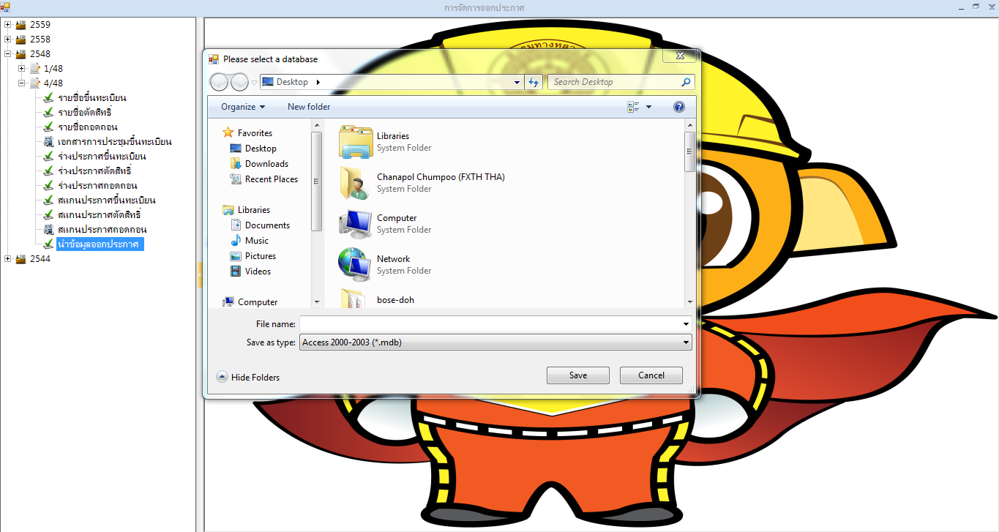 การจัดการออกประกาศ
2559
2558
2548
1/48
4/48
รายชื่อขึ้นทะเบียน
รายชื่อตัดสิทธิ์
รายชื่อถอดถอน
เอกสารการประชุมขึ้นทะเบียน
ร่างประกาศขึ้นทะเบียน
ร่างประกาศตัดสิทธิ์
ร่างประกาศถอดถอน
สแกนประกาศขึ้นทะเบียน
สแกนประกาศตัดสิทธิ์
สแกนประกาศถอดถอน
นำข้อมูลออกประกาศ
2544
Please select a database
Desktop
Search Desktop
Organize
New folder
Favorites
Desktop
Downloads
Recent Places
Libraries
Documents
Music
Pictures
Videos
Computer
Libraries
System Folder
Chanapol Chumpoo (FXTH THA)
System Folder
Computer
System Folder
Network
System Folder
bose-doh
File name:
Save as type: Access 2000-2003 (*.mdb)
Hide Folders
Save
Cancel